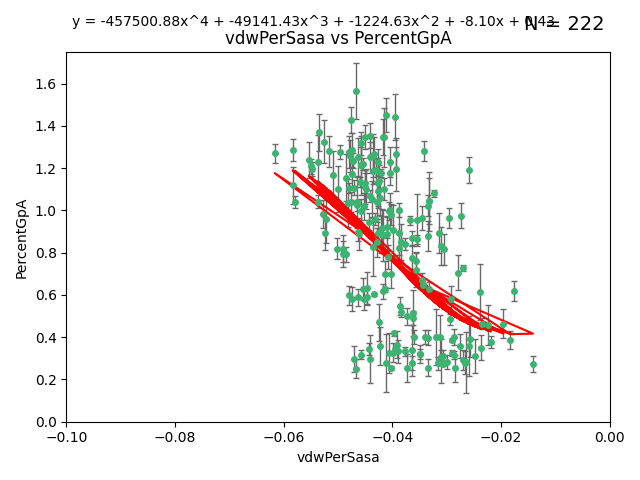 y = -457500.88x^4 + -49141.43x^3 + -1224.63x^2 + -8.10x + 0.43
N = 222
vdwPerSasa vs PercentGpA
PercentGpA
1.6
1.4
1.2
1.0
0.8
0.6
0.4
0.2
0.0
−0.10 −0.08 −0.06 −0.04 −0.02 0.00
vdwPerSasa